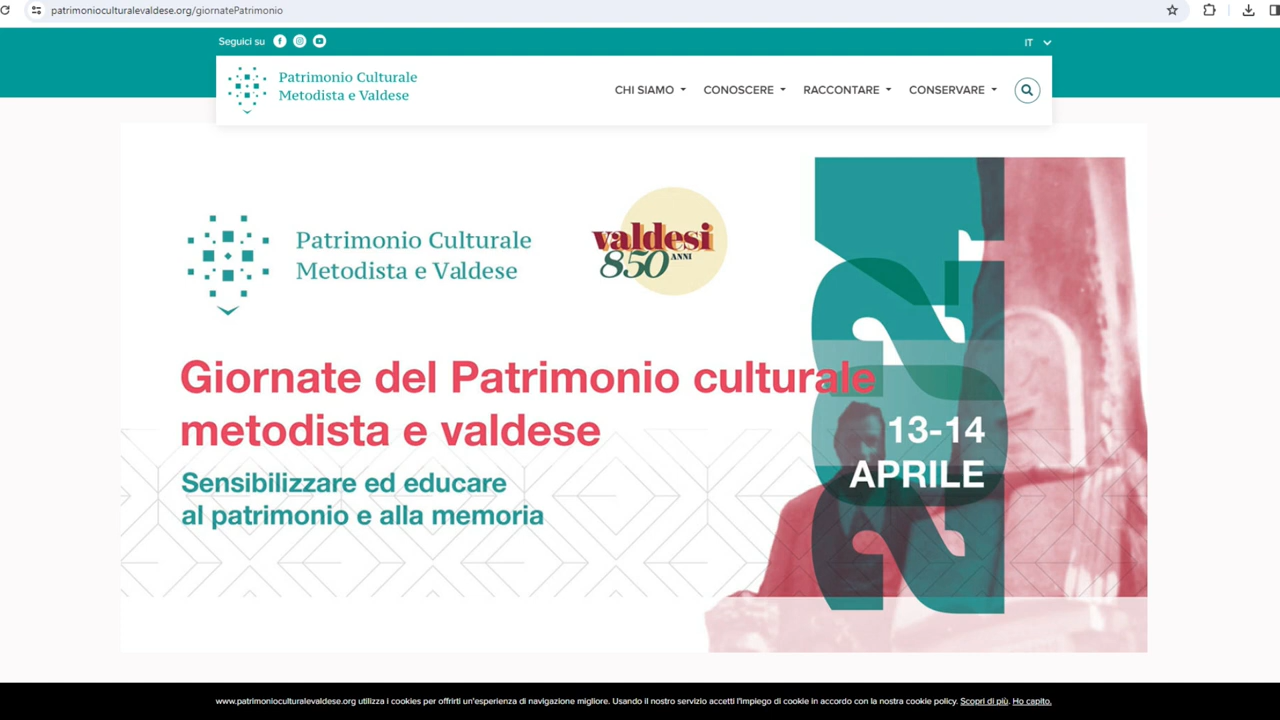 patrimonioculturalevaldese.org/giornatePatrimonio
Seguici su
IT
Patrimonio Culturale
Metodista e Valdese
CHI SIAMO
CONOSCERE
RACCONTARE
CONSERVARE
Patrimonio Culturale
Metodista e Valdese
valdesi
850 ANNI
Giornate del Patrimonio culturale
metodista e valdese
Sensibilizzare ed educare
al patrimonio e alla memoria
2024
13-14
APRILE
www.patrimonioculturalevaldese.org utilizza i cookies per offrirti un'esperienza di navigazione migliore. Usando il nostro servizio accetti l'impiego di cookie in accordo con la nostra cookie policy. Scopri di più. Ho capito.